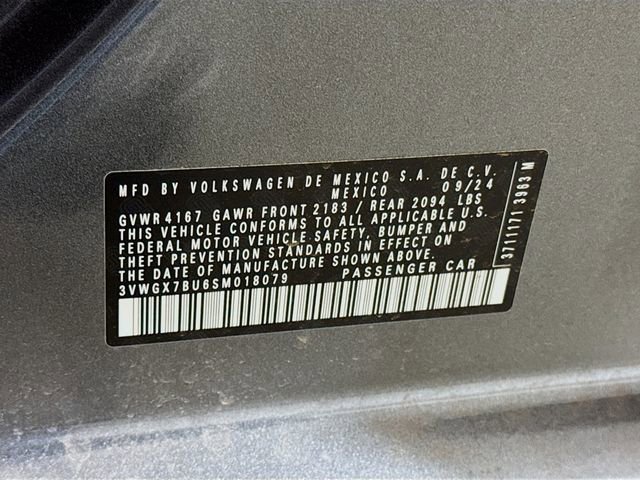 MFD BY VOLKSWAGEN DE MEXICO S.A. DE C.V.
MEXICO 09/24
GVWR 4167 GAWR FRONT 2183 / REAR 2094 LBS
THIS VEHICLE CONFORMS TO ALL APPLICABLE U.S.
FEDERAL MOTOR VEHICLE SAFETY, BUMPER AND
THEFT PREVENTION STANDARDS IN EFFECT ON
THE DATE OF MANUFACTURE SHOWN ABOVE.
3VWGX7BU6SM018079 PASSENGER CAR
3711171 3963 M